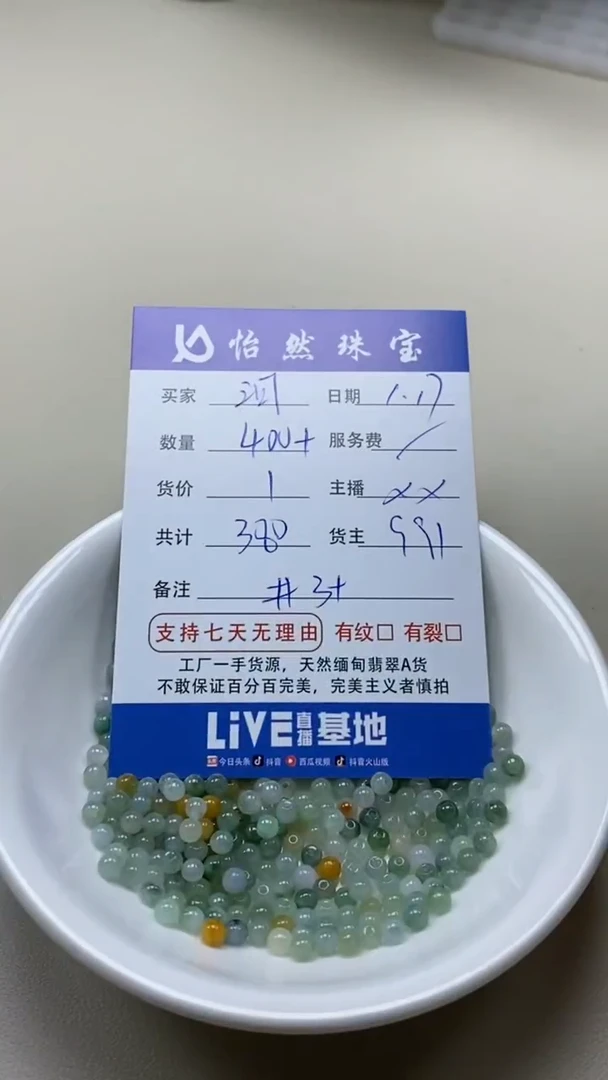 怡然珠宝
买家 日期 1.17
数量 400+ 服务费 /
货价 1 主播 XX
共计 380 货主 991
备注 #3+
支持七天无理由 有纹□ 有裂□
工厂一手货源，天然缅甸翡翠A货
不敢保证百分百完美，完美主义者慎拍
LiVE直播基地
今日头条 抖音 西瓜视频 抖音火山版